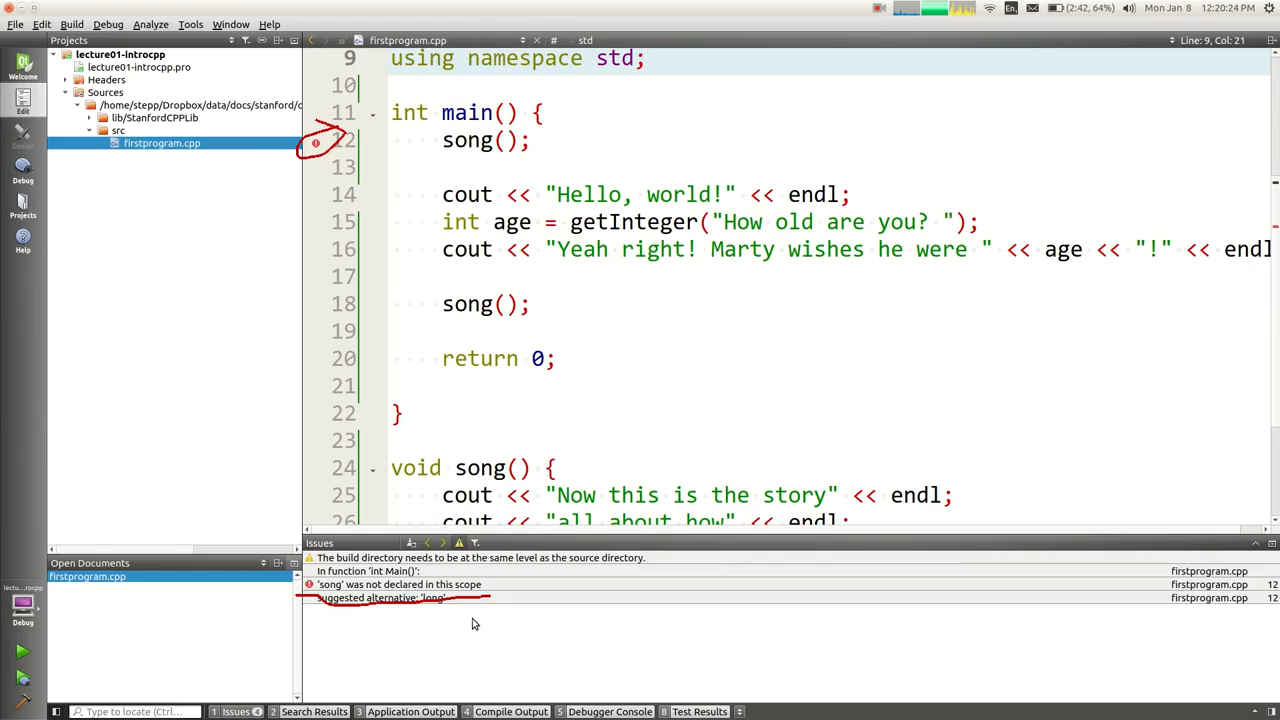 En
(2:42, 64%)
Mon Jan 8
12:20:24
File Edit Build Debug Analyze Tools Window Help
Projects
firstprogram.cpp
#
std
Line: 9, Col: 21
Welcome
Edit
Design
Debug
Projects
Help
lecture01-introcpp
lecture01-introcpp.pro
Headers
Sources
/home/stepp/Dropbox/data/docs/stanford/c
lib/StanfordCPPLib
src
firstprogram.cpp
9 using namespace std;
10
11 int main() {
12 song();
13
14 cout << "Hello, world!" << endl;
15 int age = getInteger("How old are you? ");
16 cout << "Yeah right! Marty wishes he were " << age << "!" << endl
17
18 song();
19
20 return 0;
21
22 }
23
24 void song() {
25 cout << "Now this is the story" << endl;
26 cout << "all about how" << endl;
Issues
The build directory needs to be at the same level as the source directory.
In function 'int Main()': firstprogram.cpp
'song' was not declared in this scope firstprogram.cpp 12
suggested alternative: 'long' firstprogram.cpp 12
Open Documents
firstprogram.cpp
lectu...rocpp
Debug
Type to locate (Ctrl...
1 Issues 4 2 Search Results 3 Application Output 4 Compile Output 5 Debugger Console 8 Test Results